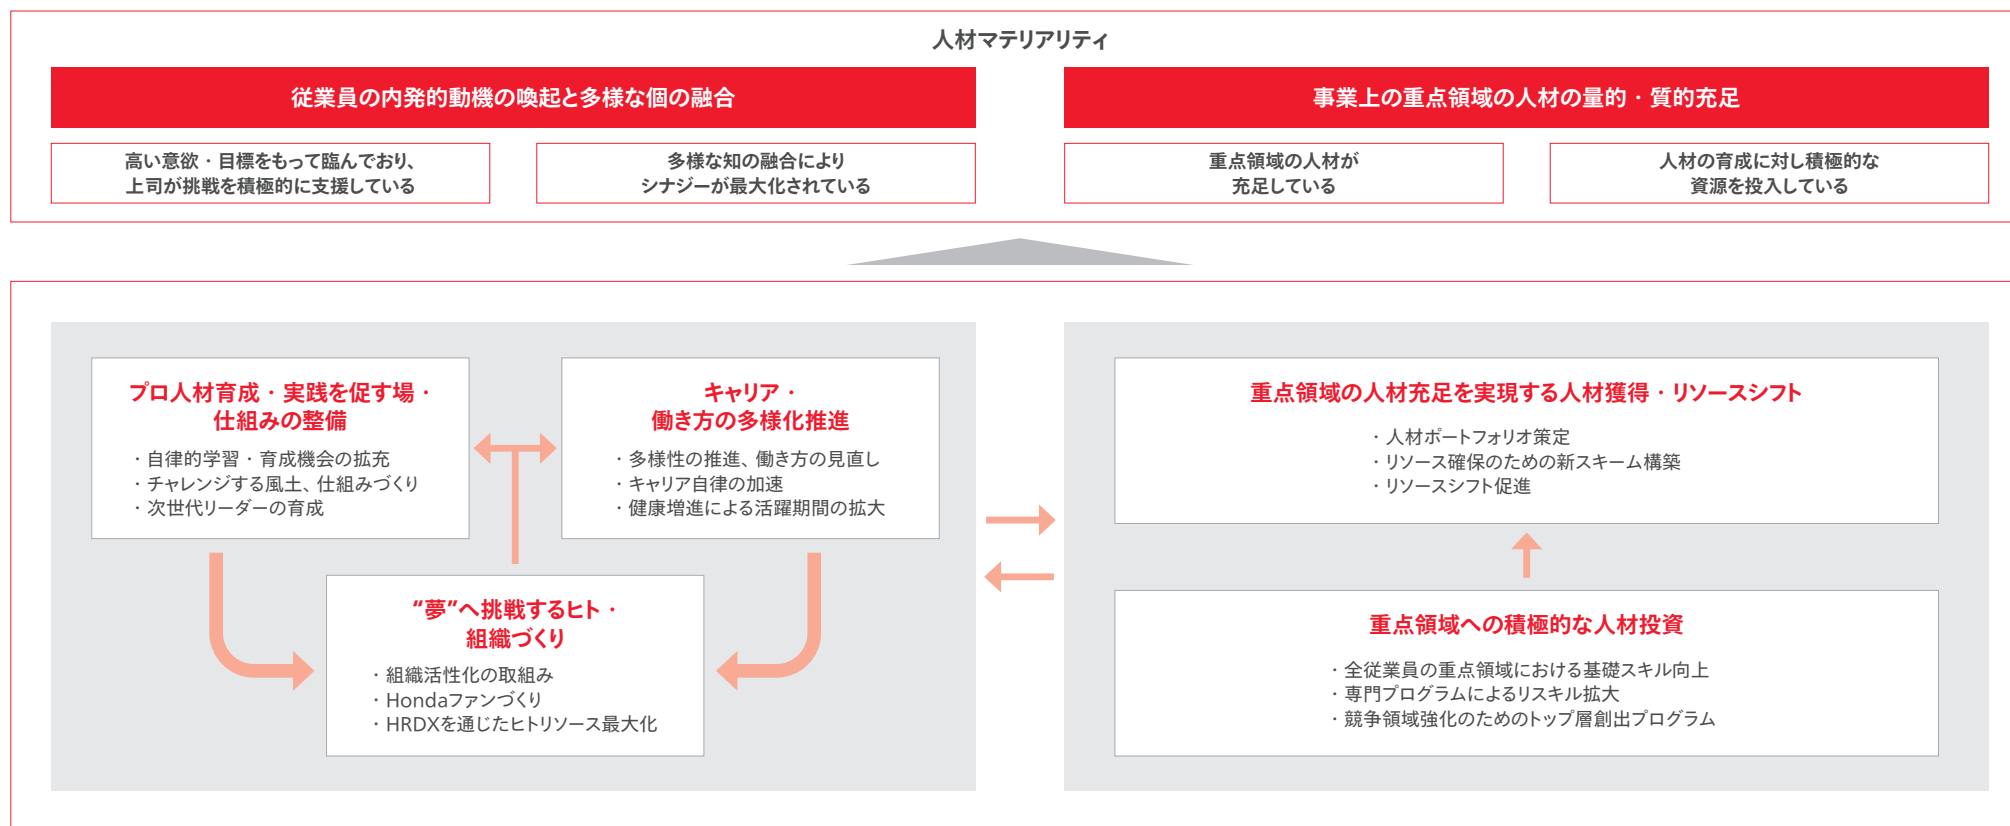 人材マテリアリティ
従業員の内発的動機の喚起と多様な個の融合
高い意欲・目標をもって臨んでおり、
上司が挑戦を積極的に支援している
多様な知の融合により
シナジーが最大化されている
事業上の重点領域の人材の量的・質的充足
重点領域の人材が
充足している
人材の育成に対し積極的な
資源を投入している
プロ人材育成・実践を促す場・
仕組みの整備
・自律的学習・育成機会の拡充
・チャレンジする風土、仕組みづくり
・次世代リーダーの育成
キャリア・
働き方の多様化推進
・多様性の推進、働き方の見直し
・キャリア自律の加速
・健康増進による活躍期間の拡大
“夢”へ挑戦するヒト・
組織づくり
・組織活性化の取組み
・Hondaファンづくり
・HRDXを通じたヒトリソース最大化
重点領域の人材充足を実現する人材獲得・リソースシフト
・人材ポートフォリオ策定
・リソース確保のための新スキーム構築
・リソースシフト促進
重点領域への積極的な人材投資
・全従業員の重点領域における基礎スキル向上
・専門プログラムによるリスキル拡大
・競争領域強化のためのトップ層創出プログラム